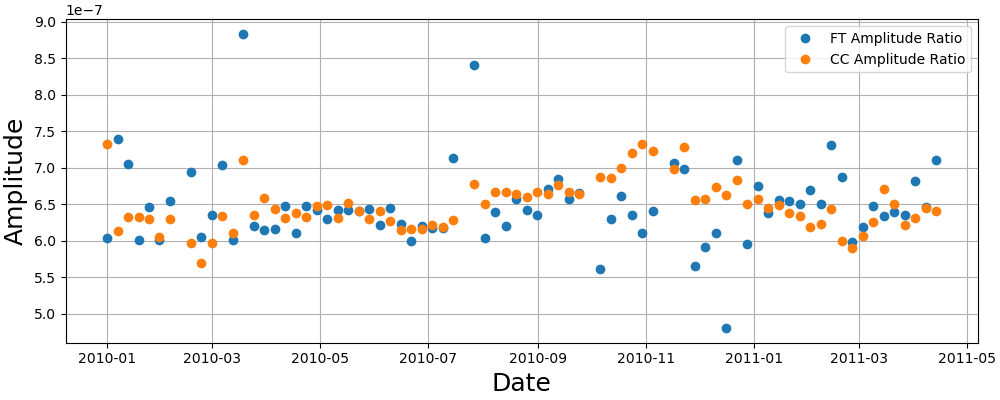 1e−7
9.0
8.5
8.0
7.5
7.0
6.5
6.0
5.5
5.0
Amplitude
FT Amplitude Ratio
CC Amplitude Ratio
2010-01 2010-03 2010-05 2010-07 2010-09 2010-11 2011-01 2011-03 2011-05
Date